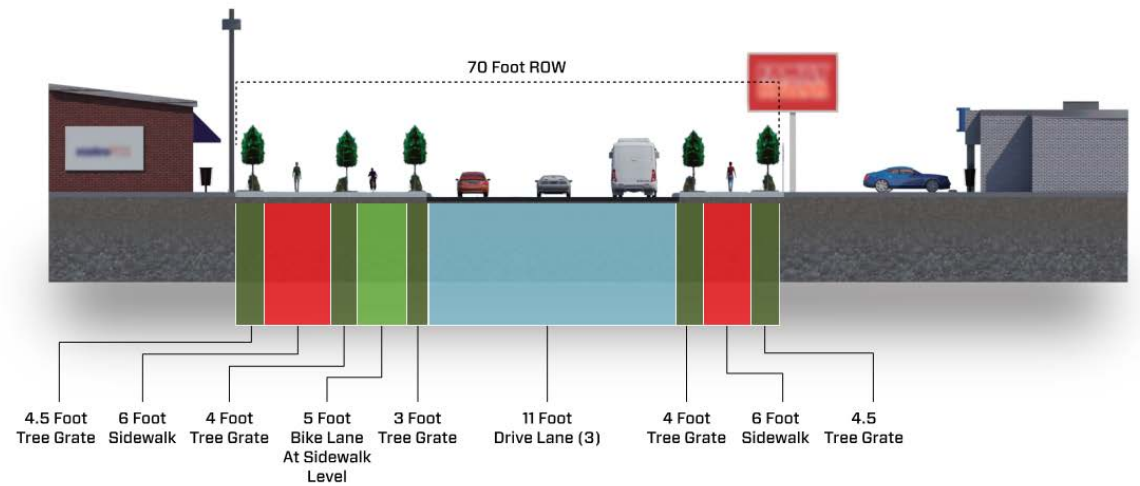 70 Foot ROW
4.5 Foot
Tree Grate
6 Foot
Sidewalk
4 Foot
Tree Grate
5 Foot
Bike Lane
At Sidewalk
Level
3 Foot
Tree Grate
11 Foot
Drive Lane (3)
4 Foot
Tree Grate
6 Foot
Sidewalk
4.5
Tree Grate